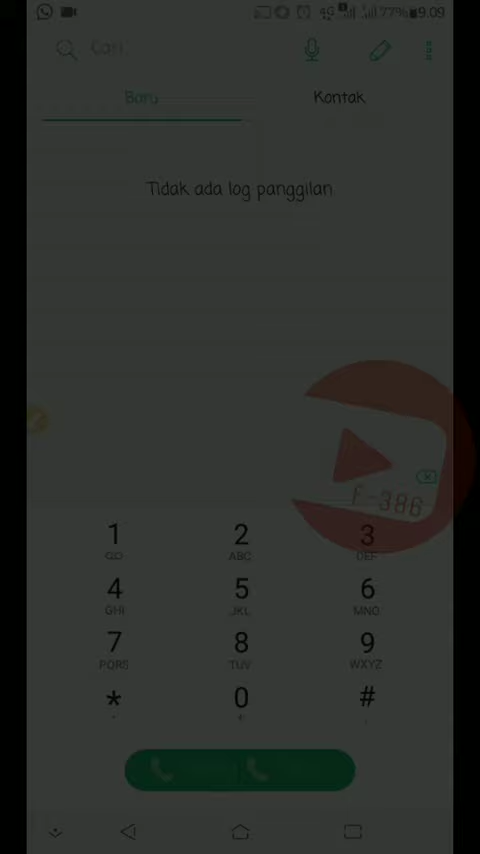 4G 77% 9.09
Cari
Baru Kontak
Tidak ada log panggilan
F-386
1 2 3
ABC DEF
4 5 6
GHI JKL MNO
7 8 9
PQRS TUV WXYZ
* 0 #
+